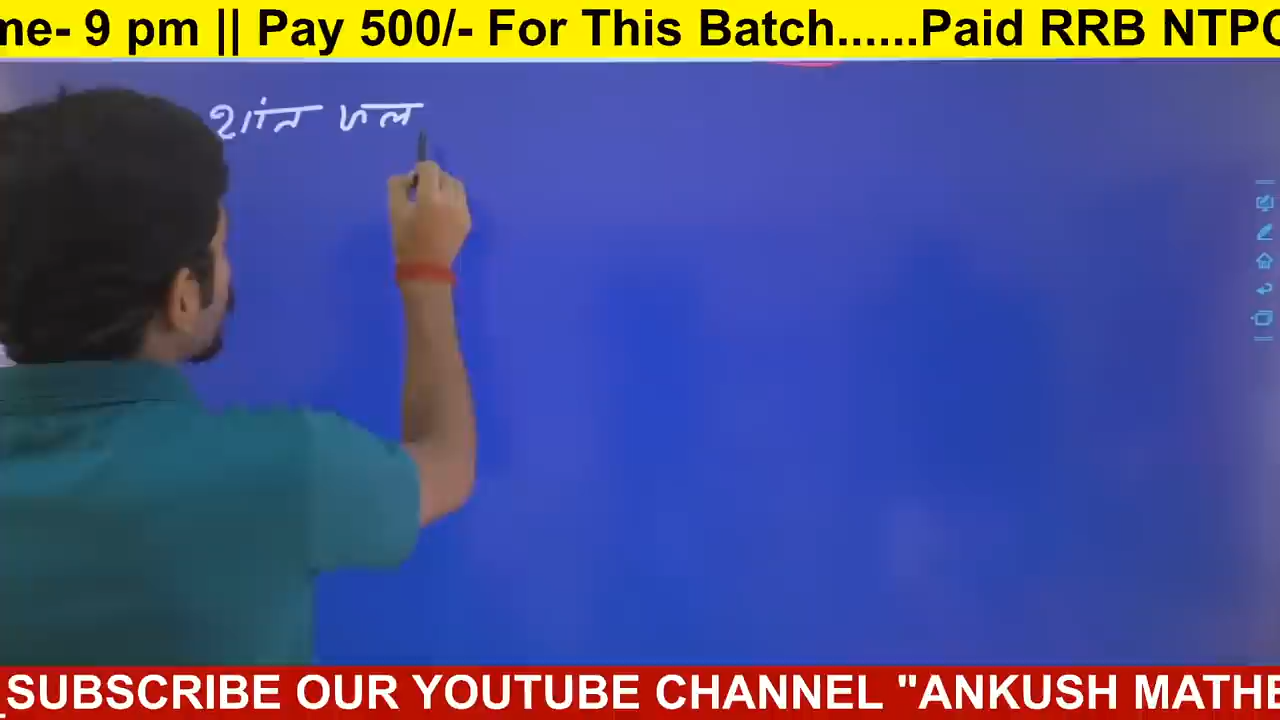 me- 9 pm || Pay 500/- For This Batch......Paid RRB NTPC
शांत जल
SUBSCRIBE OUR YOUTUBE CHANNEL "ANKUSH MATHE